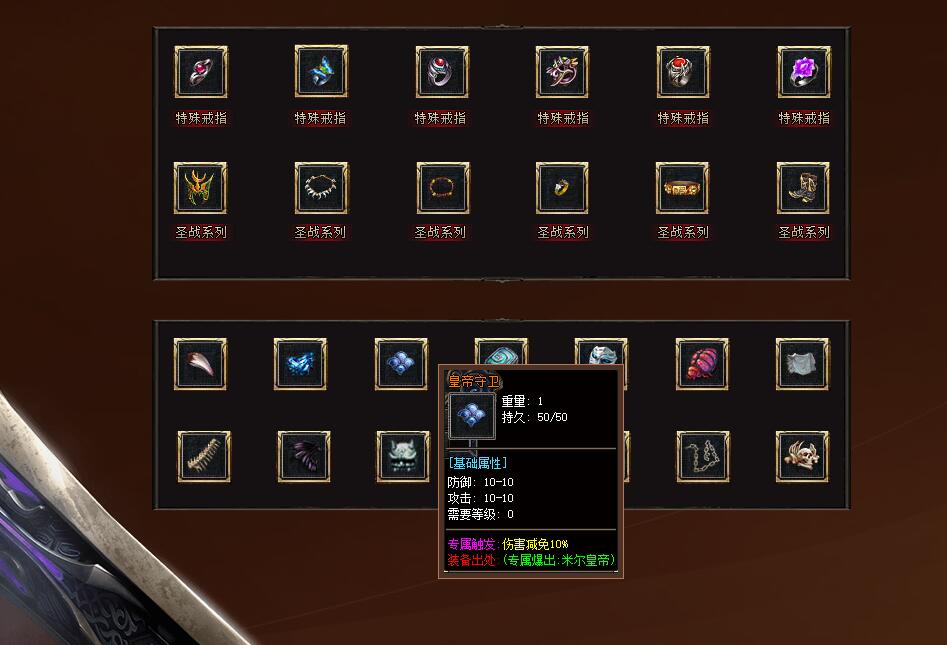 特殊戒指 特殊戒指 特殊戒指 特殊戒指 特殊戒指 特殊戒指
圣战系列 圣战系列 圣战系列 圣战系列 圣战系列 圣战系列
皇帝守卫
重量: 1
持久: 50/50
[基础属性]
防御: 10-10
攻击: 10-10
需要等级: 0
专属触发:伤害减免10%
装备出处:(专属爆出:米尔皇帝)